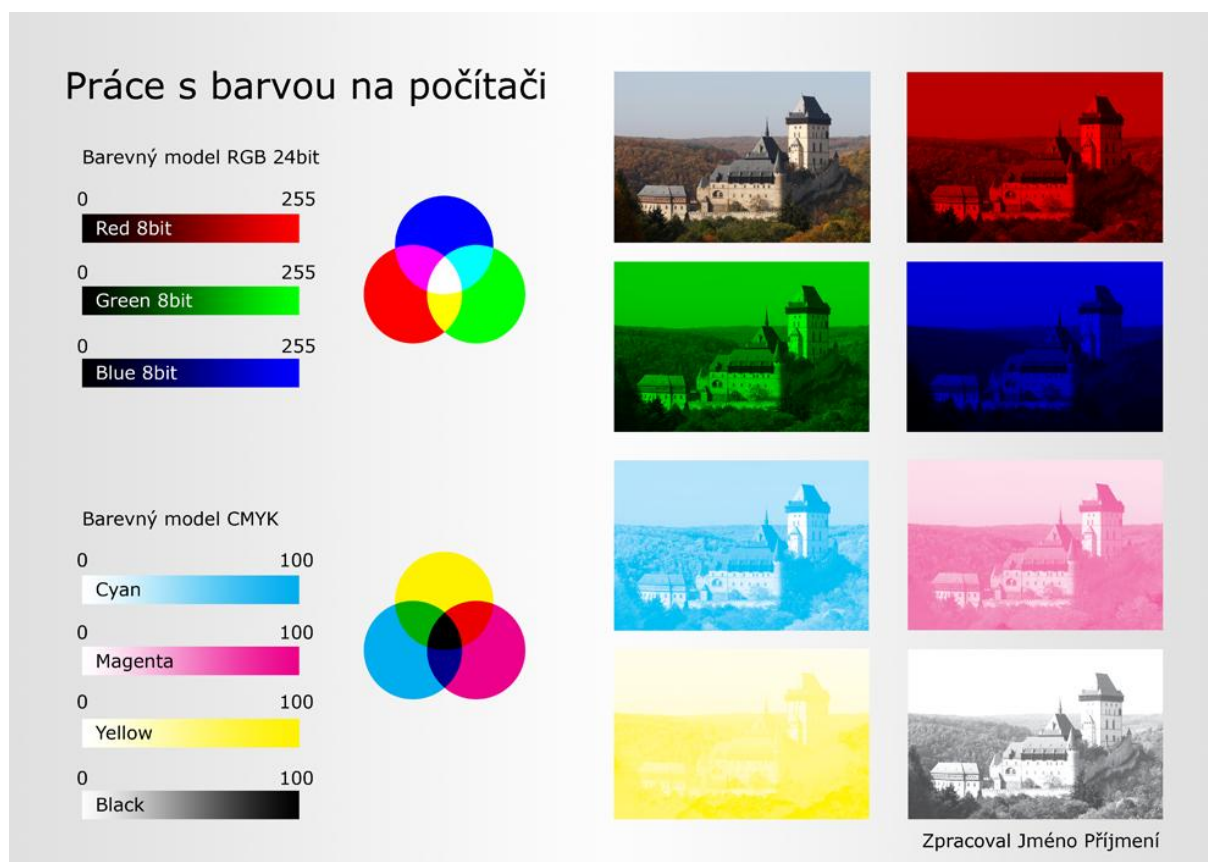 Práce s barvou na počítači
Barevný model RGB 24bit
0 255
Red 8bit
0 255
Green 8bit
0 255
Blue 8bit
Barevný model CMYK
0 100
Cyan
0 100
Magenta
0 100
Yellow
0 100
Black
Zpracoval Jméno Příjmení